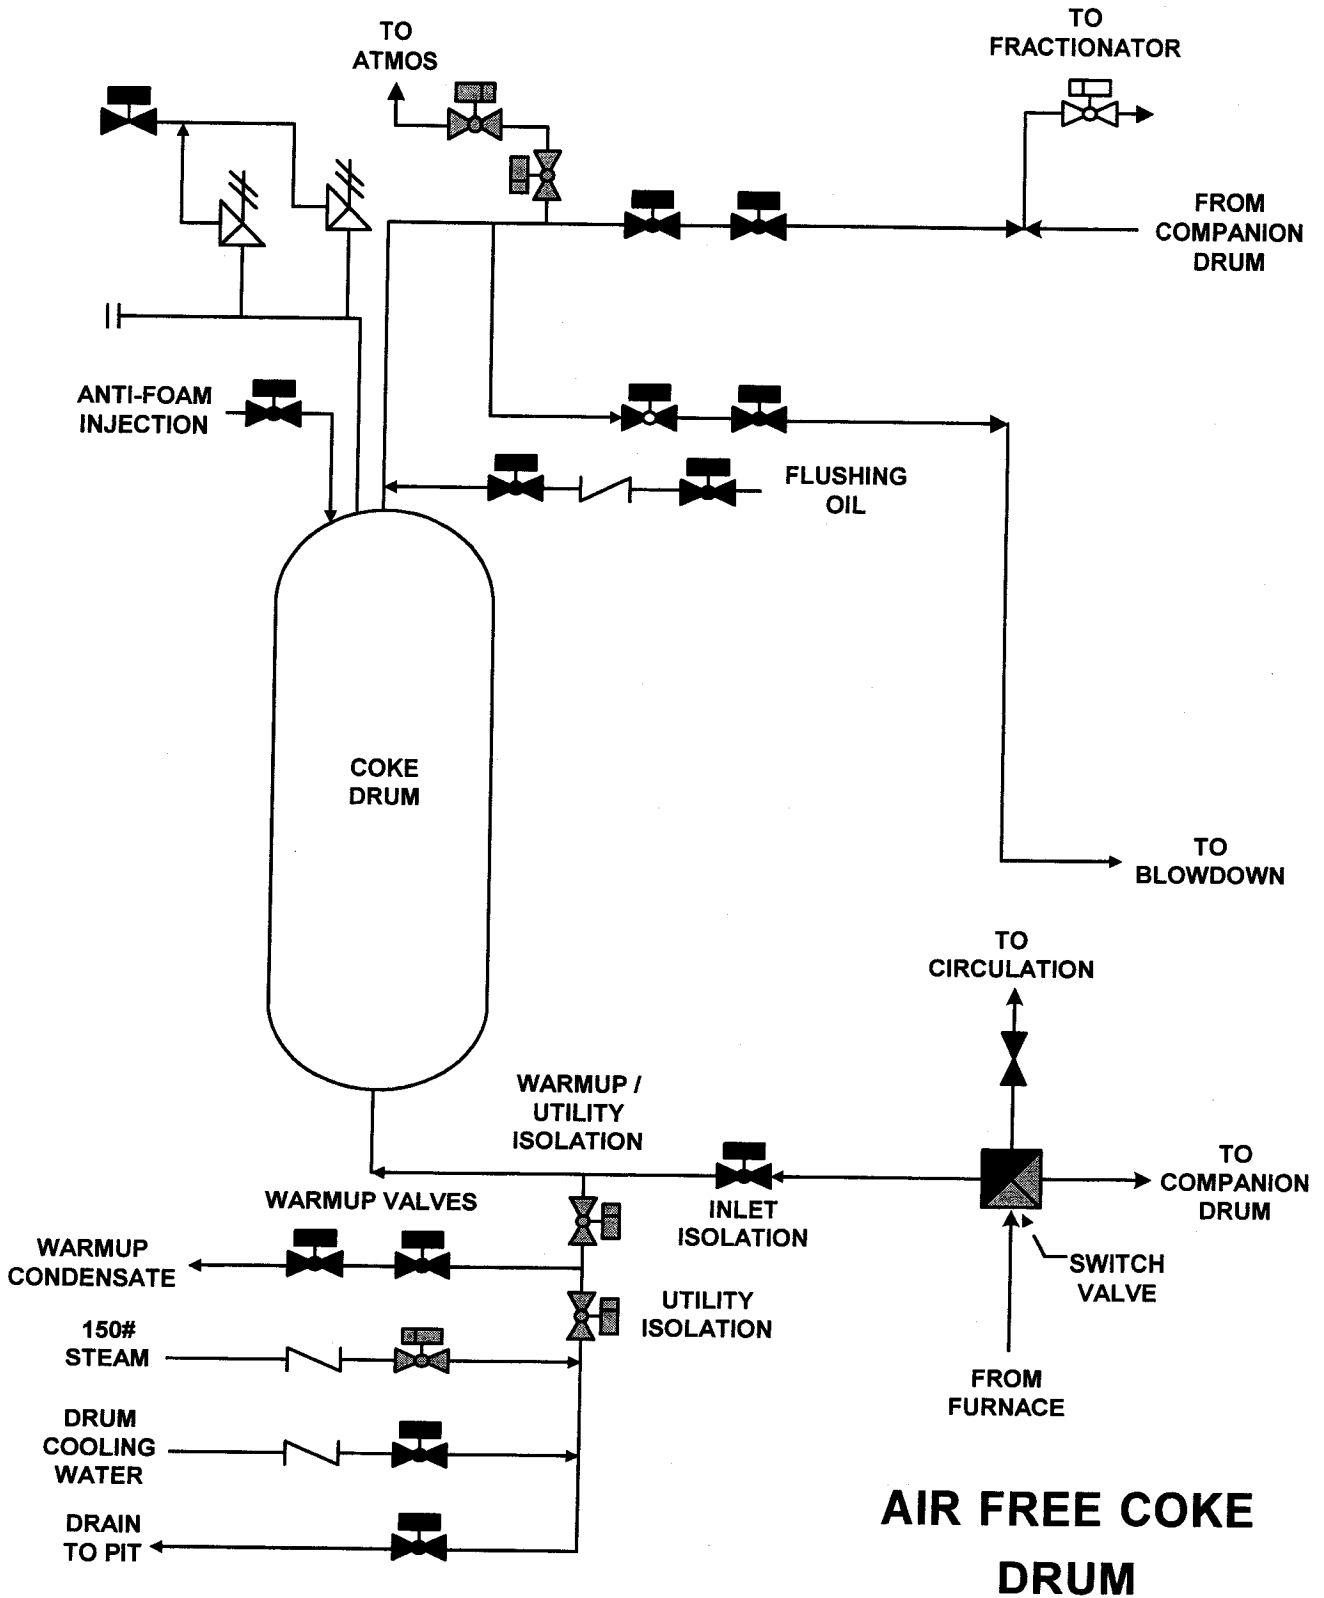 TO
ATMOS
TO
FRACTIONATOR
FROM
COMPANION
DRUM
ANTI-FOAM
INJECTION
FLUSHING
OIL
COKE
DRUM
TO
BLOWDOWN
TO
CIRCULATION
WARMUP /
UTILITY
ISOLATION
TO
COMPANION
DRUM
WARMUP VALVES
INLET
ISOLATION
WARMUP
CONDENSATE
SWITCH
VALVE
UTILITY
ISOLATION
150#
STEAM
FROM
FURNACE
DRUM
COOLING
WATER
DRAIN
TO PIT
AIR FREE COKE
DRUM